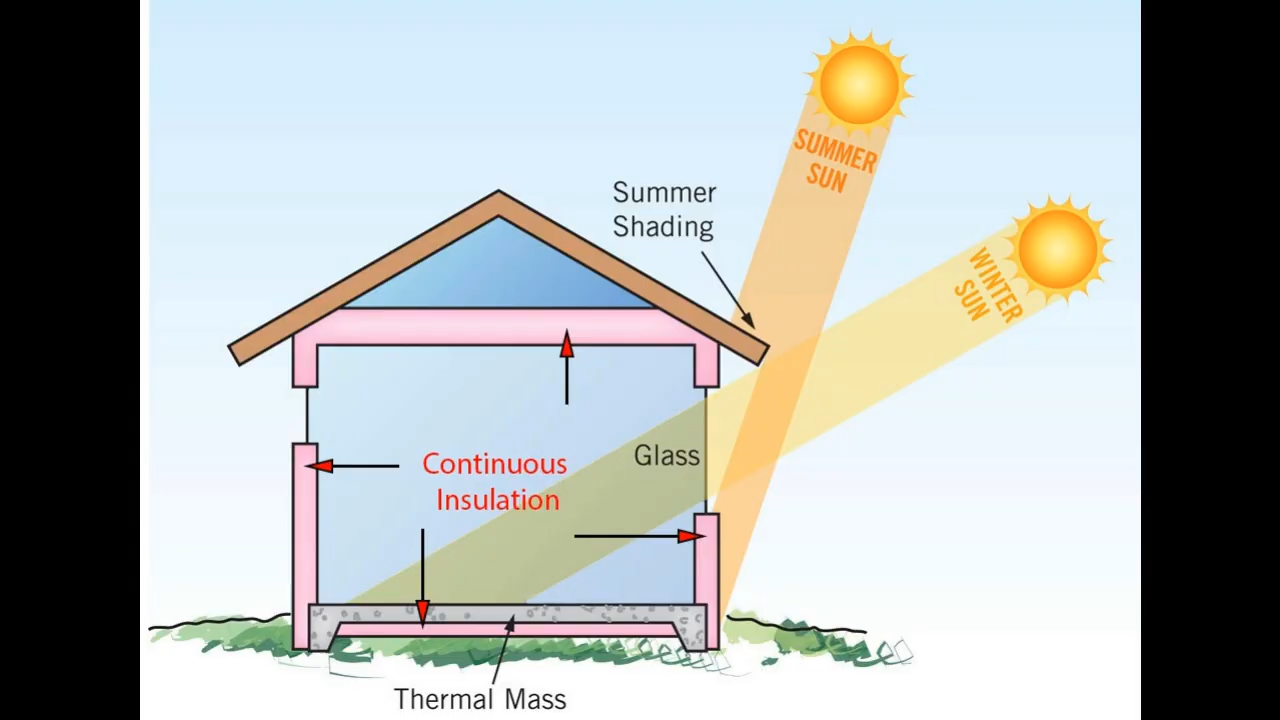 SUMMER
SUN
Summer
Shading
WINTER
SUN
Glass
Continuous
Insulation
Thermal Mass